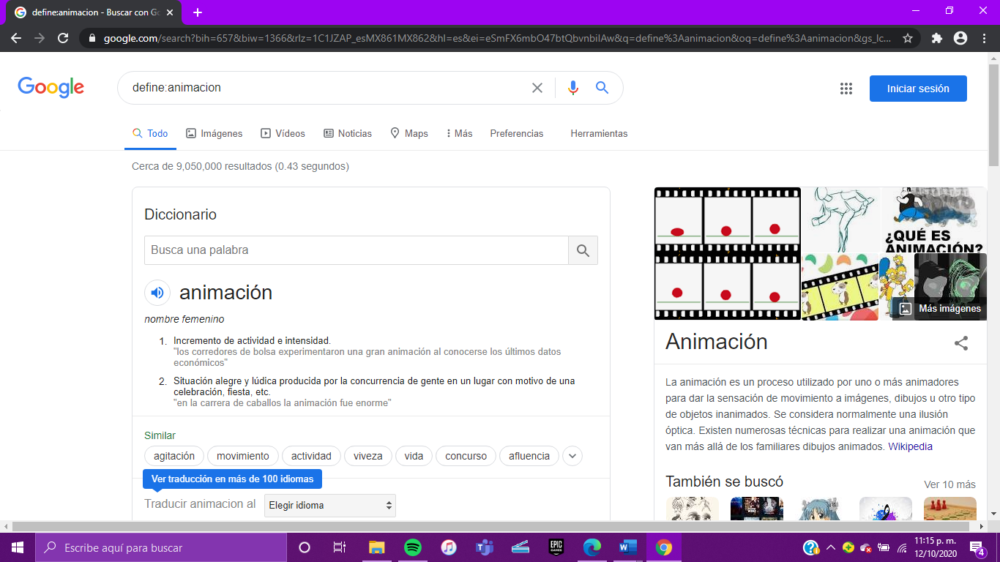 define:animacion - Buscar con Go
google.com/search?bih=657&biw=1366&rlz=1C1JZAP_esMX861MX862&hl=es&ei=eSmFX6mbO47btQbvnbiIAw&q=define%3Aanimacion&oq=define%3Aanimacion&gs_lc...
Google
define:animacion
Iniciar sesión
Todo
Imágenes
Vídeos
Noticias
Maps
Más
Preferencias
Herramientas
Cerca de 9,050,000 resultados (0.43 segundos)
Diccionario
Busca una palabra
animación
nombre femenino
1. Incremento de actividad e intensidad.
"los corredores de bolsa experimentaron una gran animación al conocerse los últimos datos
económicos"
2. Situación alegre y lúdica producida por la concurrencia de gente en un lugar con motivo de una
celebración, fiesta, etc.
"en la carrera de caballos la animación fue enorme"
Similar
agitación
movimiento
actividad
viveza
vida
concurso
afluencia
Ver traducción en más de 100 idiomas
Traducir animacion al
Elegir idioma
¿QUÉ ES
ANIMACIÓN?
Más imágenes
Animación
La animación es un proceso utilizado por uno o más animadores
para dar la sensación de movimiento a imágenes, dibujos u otro tipo
de objetos inanimados. Se considera normalmente una ilusión
óptica. Existen numerosas técnicas para realizar una animación que
van más allá de los familiares dibujos animados. Wikipedia
También se buscó
Ver 10 más
Escribe aquí para buscar
EPIC
GAMES
11:15 p. m.
12/10/2020
4